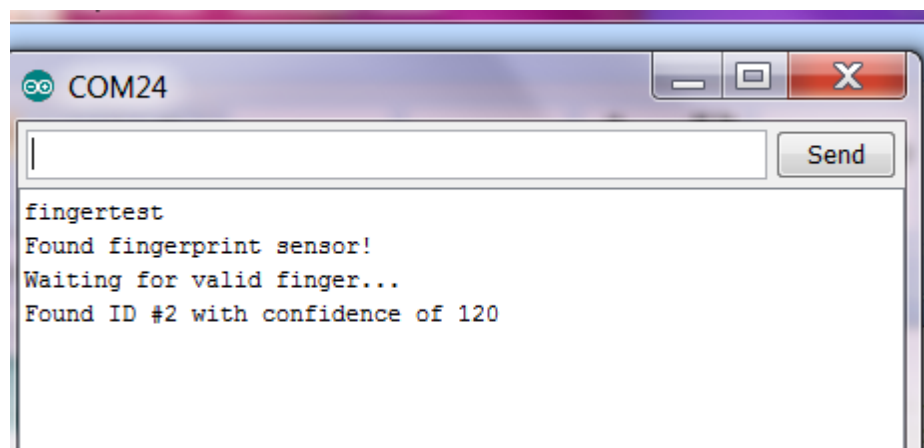 COM24
Send
fingertest
Found fingerprint sensor!
Waiting for valid finger...
Found ID #2 with confidence of 120